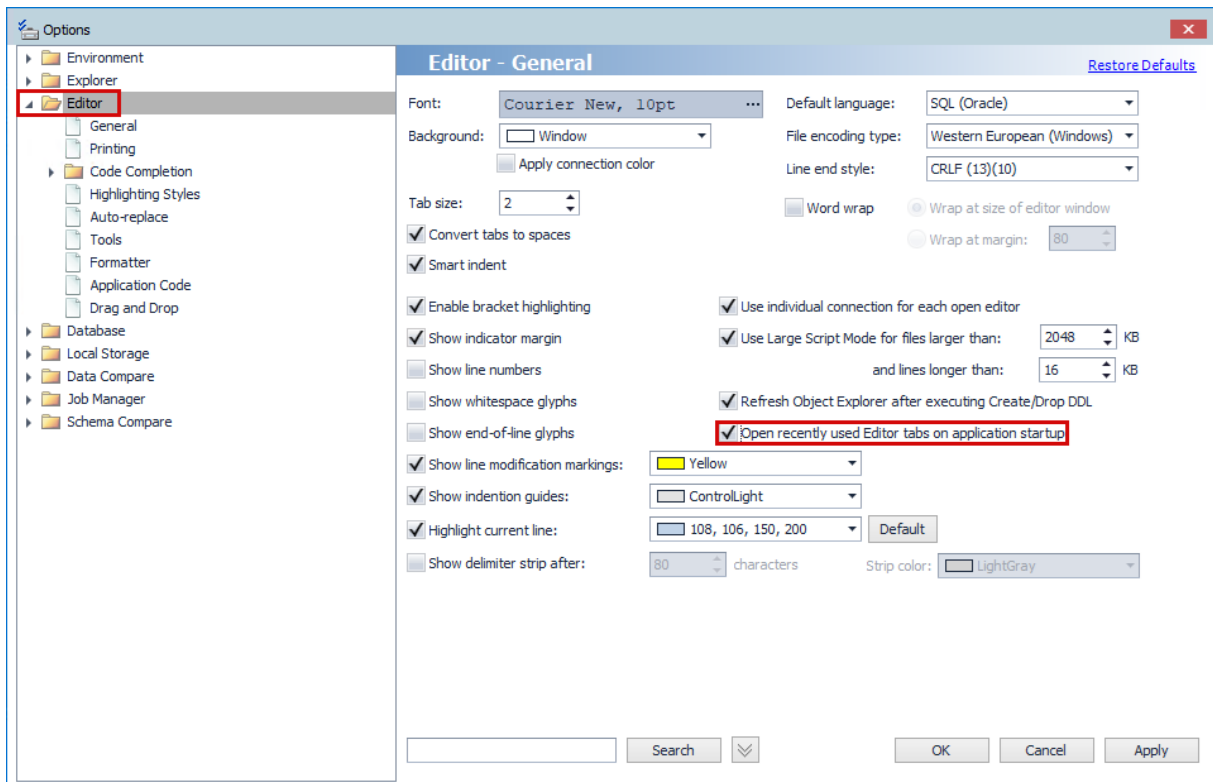 Options
Environment
Explorer
Editor
General
Printing
Code Completion
Highlighting Styles
Auto-replace
Tools
Formatter
Application Code
Drag and Drop
Database
Local Storage
Data Compare
Job Manager
Schema Compare
Editor - General
Restore Defaults
Font: Courier New, 10pt ... Default language: SQL (Oracle)
Background: Window File encoding type: Western European (Windows)
Apply connection color Line end style: CRLF (13)(10)
Tab size: 2 Word wrap Wrap at size of editor window
Convert tabs to spaces Wrap at margin: 80
Smart indent
Enable bracket highlighting Use individual connection for each open editor
Show indicator margin Use Large Script Mode for files larger than: 2048 KB
Show line numbers and lines longer than: 16 KB
Show whitespace glyphs Refresh Object Explorer after executing Create/Drop DDL
Show end-of-line glyphs Open recently used Editor tabs on application startup
Show line modification markings: Yellow
Show indention guides: ControlLight
Highlight current line: 108, 106, 150, 200 Default
Show delimiter strip after: 80 characters Strip color: LightGray
Search OK Cancel Apply